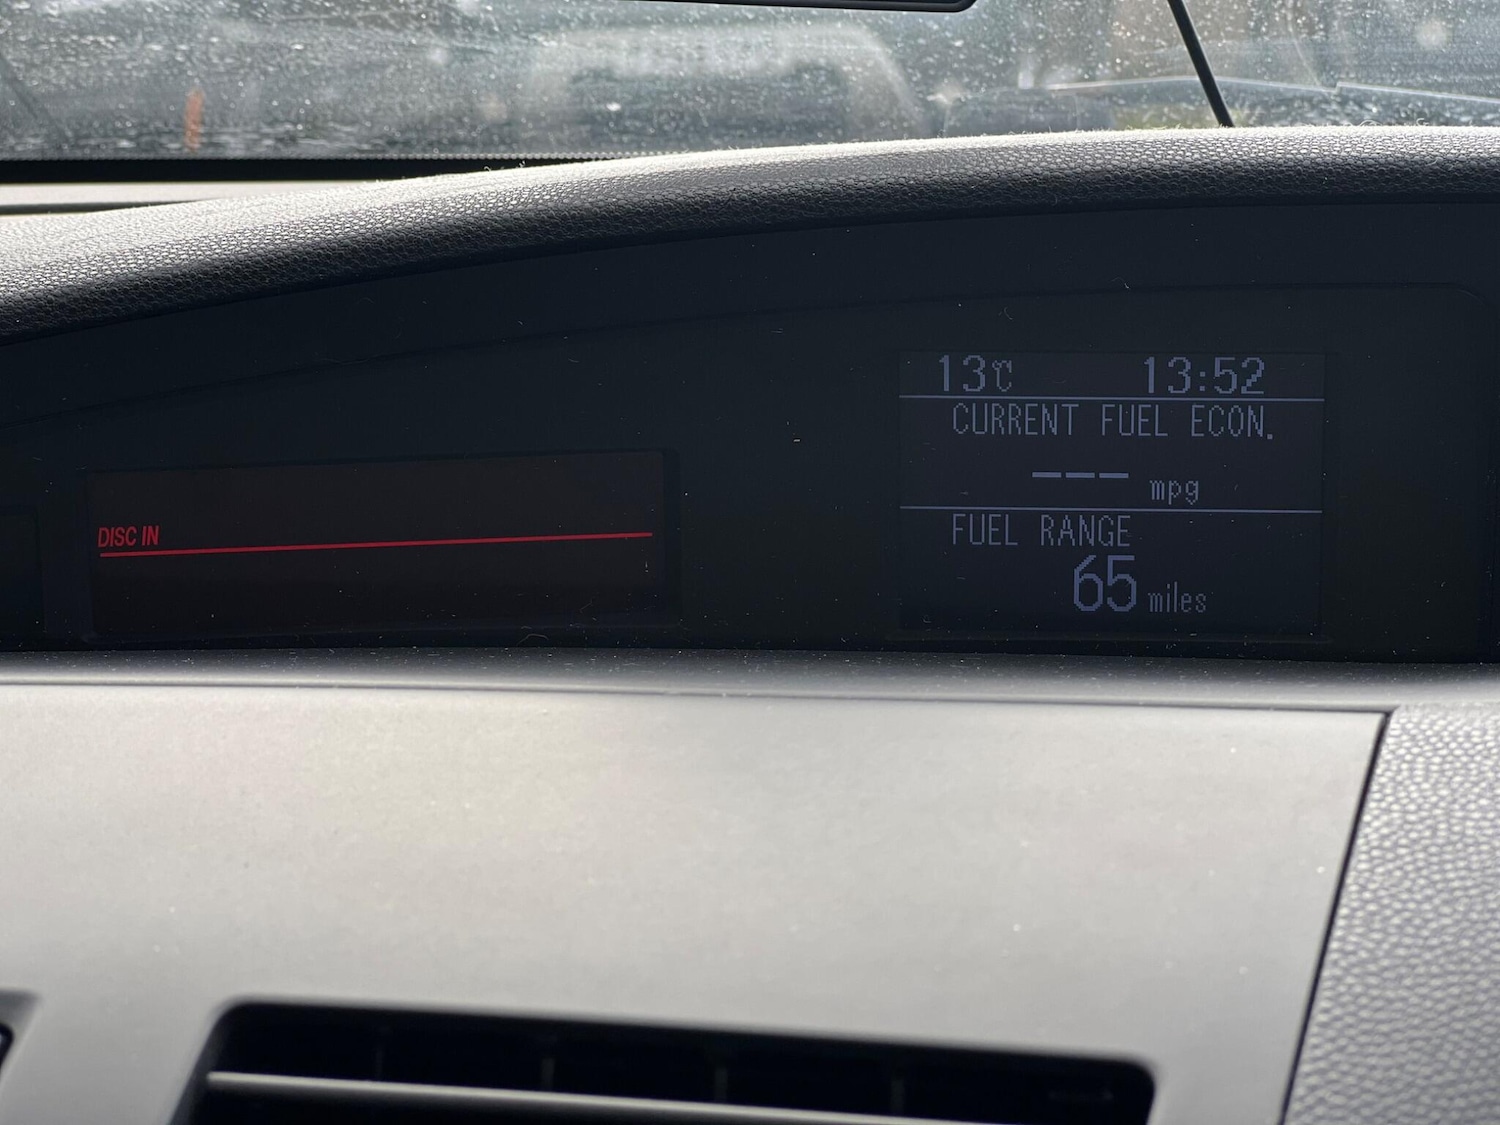 DISC IN
13℃ 13:52
CURRENT FUEL ECON.
--- mpg
FUEL RANGE
65 miles